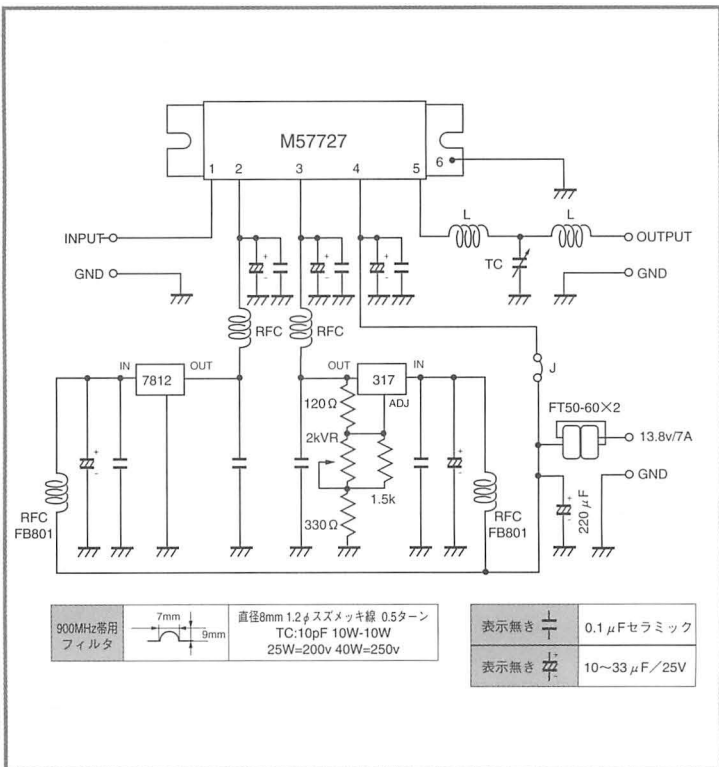 M57727
1 2 3 4 5 6
INPUT
GND
L
L
TC
OUTPUT
GND
RFC
RFC
IN
7812
OUT
OUT
317
IN
ADJ
J
120Ω
2kVR
1.5k
330Ω
FT50-60×2
13.8v/7A
GND
220μF
RFC
FB801
RFC
FB801
900MHz帯用
フィルタ
7mm
9mm
直径8mm 1.2φスズメッキ線 0.5ターン
TC:10pF 10W-10W
25W=200v 40W=250v
表示無き
0.1μFセラミック
表示無き
10〜33μF/25V